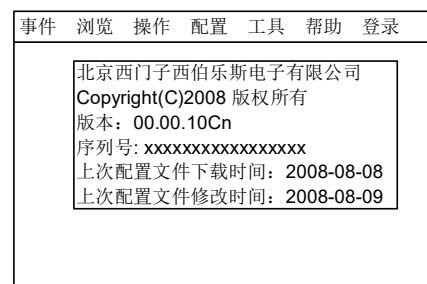 事件 浏览 操作 配置 工具 帮助 登录
北京西门子西伯乐斯电子有限公司
Copyright(C)2008 版权所有
版本：00.00.10Cn
序列号: xxxxxxxxxxxxxxxxx
上次配置文件下载时间：2008-08-08
上次配置文件修改时间：2008-08-09